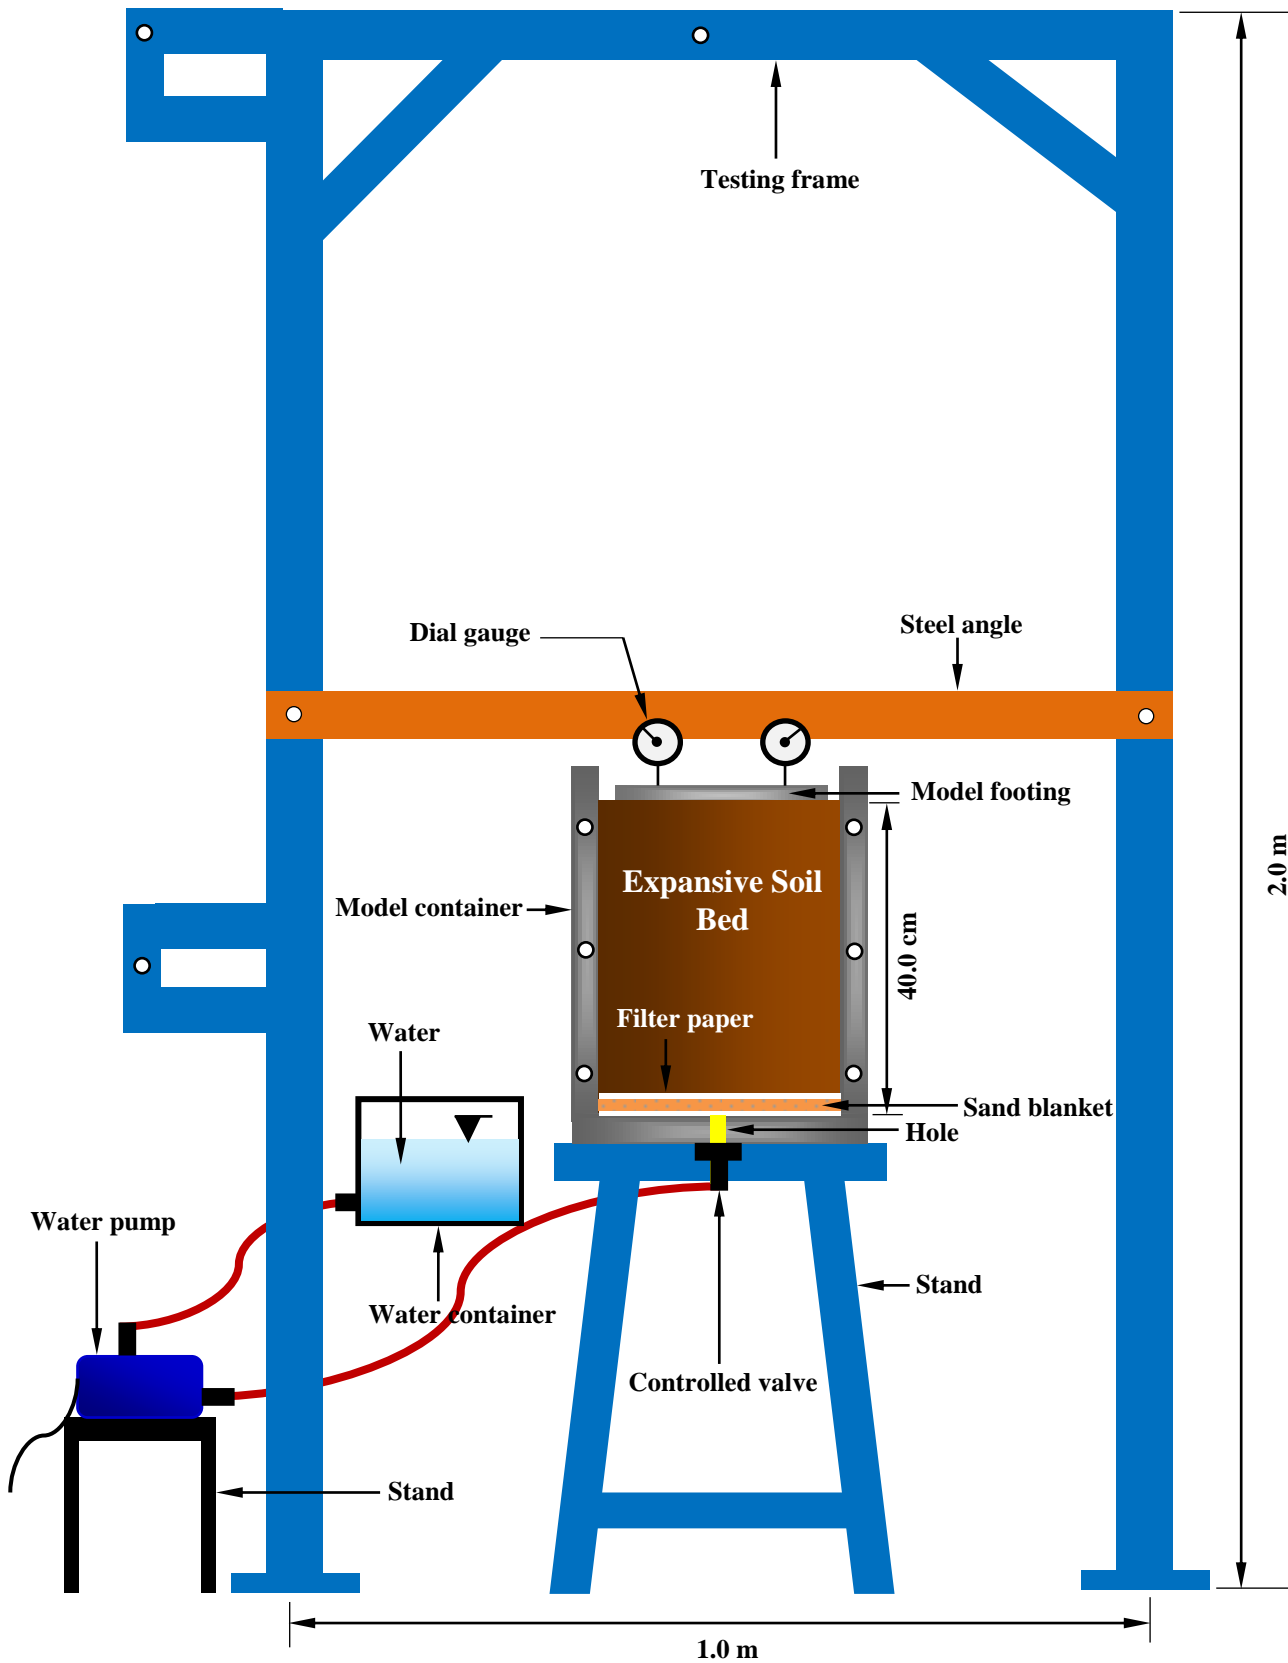 Testing frame
Dial gauge
Steel angle
Model footing
2.0 m
Expansive Soil
Bed
Model container
40.0 cm
Filter paper
Water
Sand blanket
Hole
Water pump
Stand
Water container
Controlled valve
Stand
1.0 m